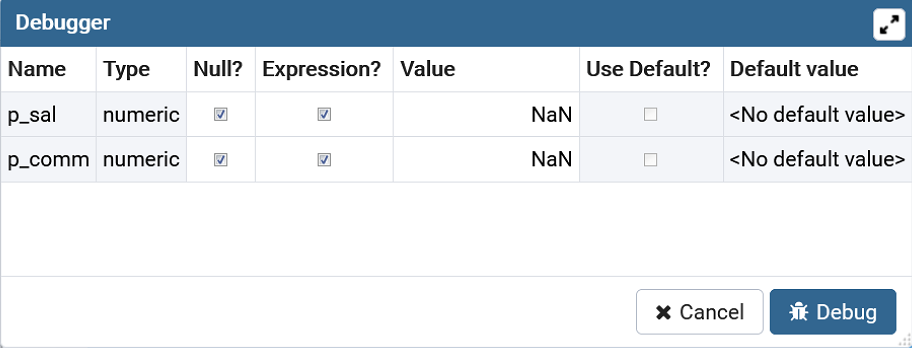 Debugger
Name Type Null? Expression? Value Use Default? Default value
p_sal numeric NaN <No default value>
p_comm numeric NaN <No default value>
Cancel Debug